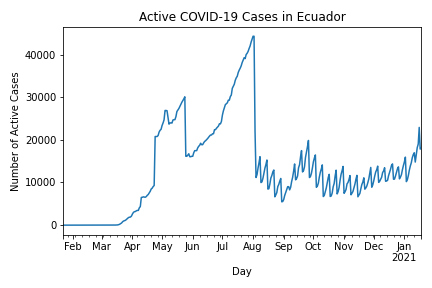 Active COVID-19 Cases in Ecuador
Number of Active Cases
40000
30000
20000
10000
0
Feb Mar Apr May Jun Jul Aug Sep Oct Nov Dec Jan
2021
Day